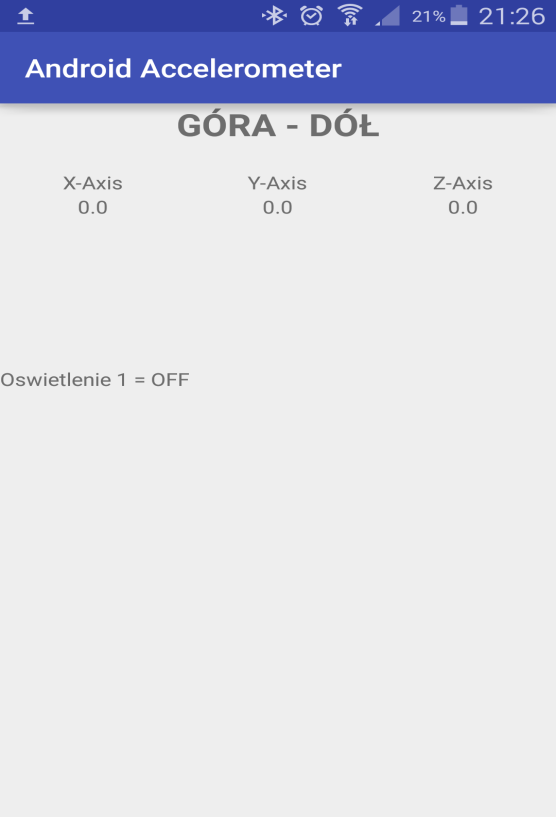 21% 21:26
Android Accelerometer
GÓRA - DÓŁ
X-Axis Y-Axis Z-Axis
0.0 0.0 0.0
Oswietlenie 1 = OFF